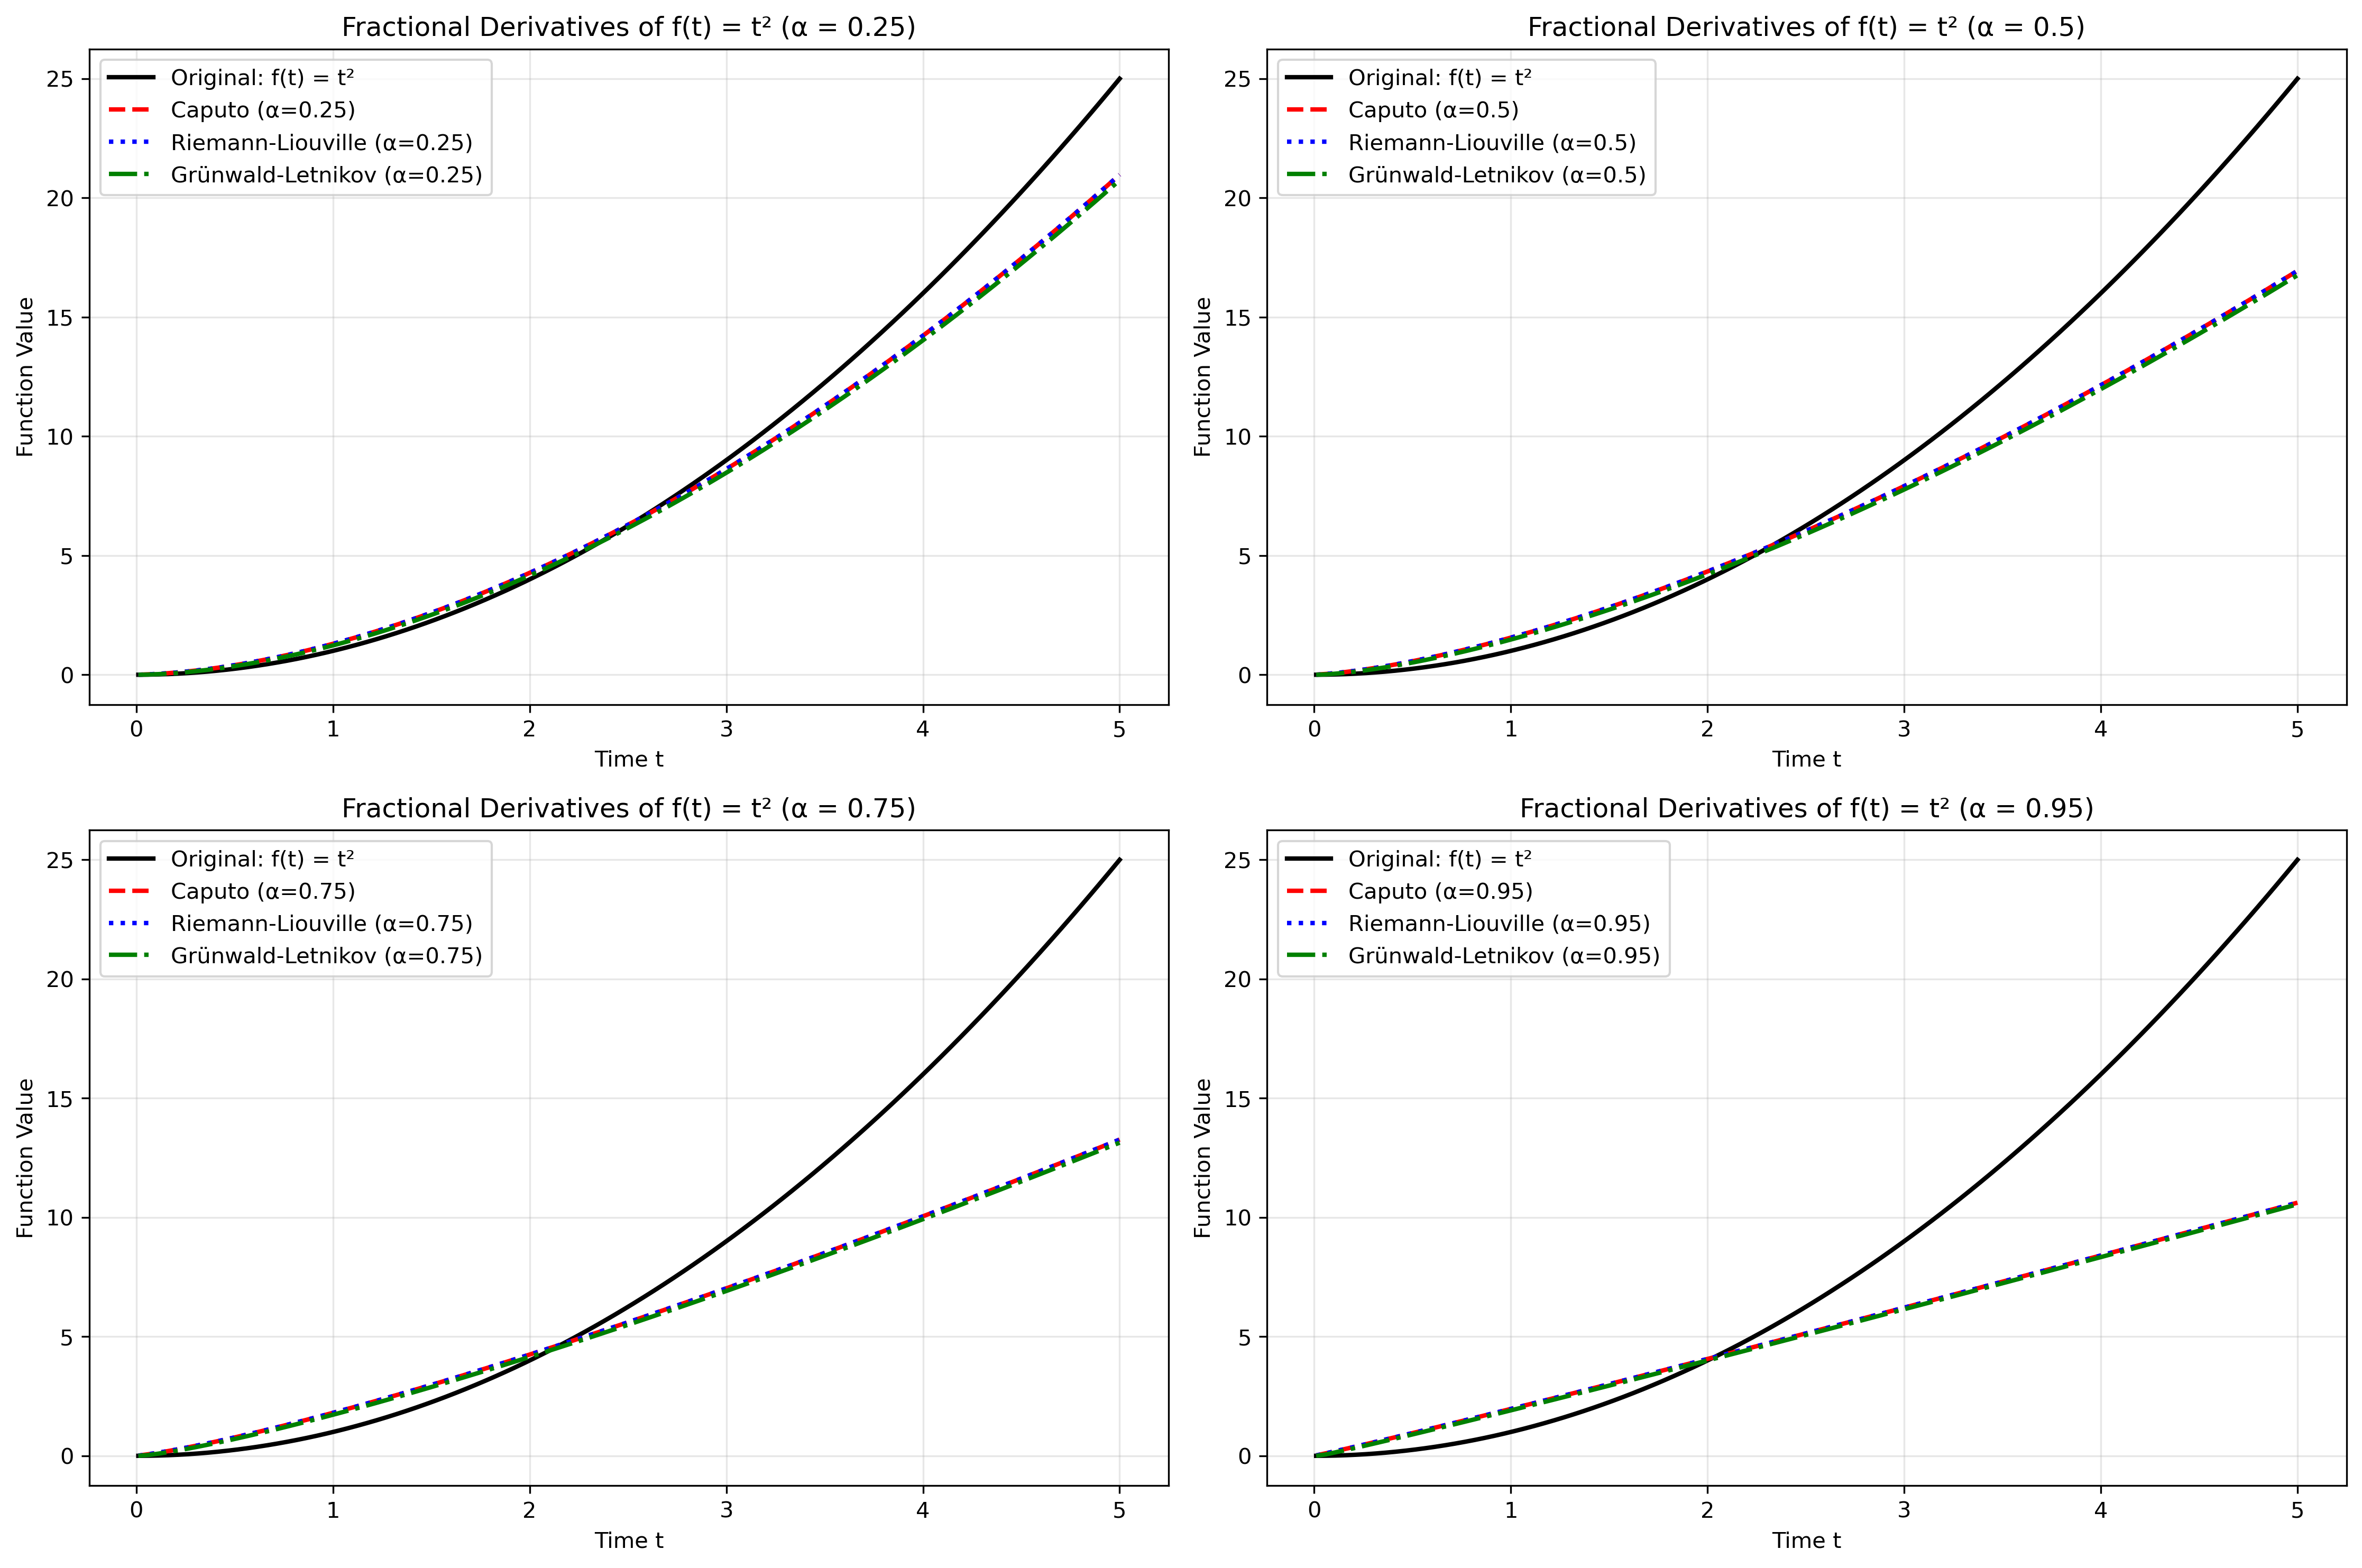 Fractional Derivatives of f(t) = t² (α = 0.25)
Original: f(t) = t²
Caputo (α=0.25)
Riemann-Liouville (α=0.25)
Grünwald-Letnikov (α=0.25)
Function Value
25
20
15
10
5
0
0 1 2 3 4 5
Time t
Fractional Derivatives of f(t) = t² (α = 0.5)
Original: f(t) = t²
Caputo (α=0.5)
Riemann-Liouville (α=0.5)
Grünwald-Letnikov (α=0.5)
Function Value
25
20
15
10
5
0
0 1 2 3 4 5
Time t
Fractional Derivatives of f(t) = t² (α = 0.75)
Original: f(t) = t²
Caputo (α=0.75)
Riemann-Liouville (α=0.75)
Grünwald-Letnikov (α=0.75)
Function Value
25
20
15
10
5
0
0 1 2 3 4 5
Time t
Fractional Derivatives of f(t) = t² (α = 0.95)
Original: f(t) = t²
Caputo (α=0.95)
Riemann-Liouville (α=0.95)
Grünwald-Letnikov (α=0.95)
Function Value
25
20
15
10
5
0
0 1 2 3 4 5
Time t